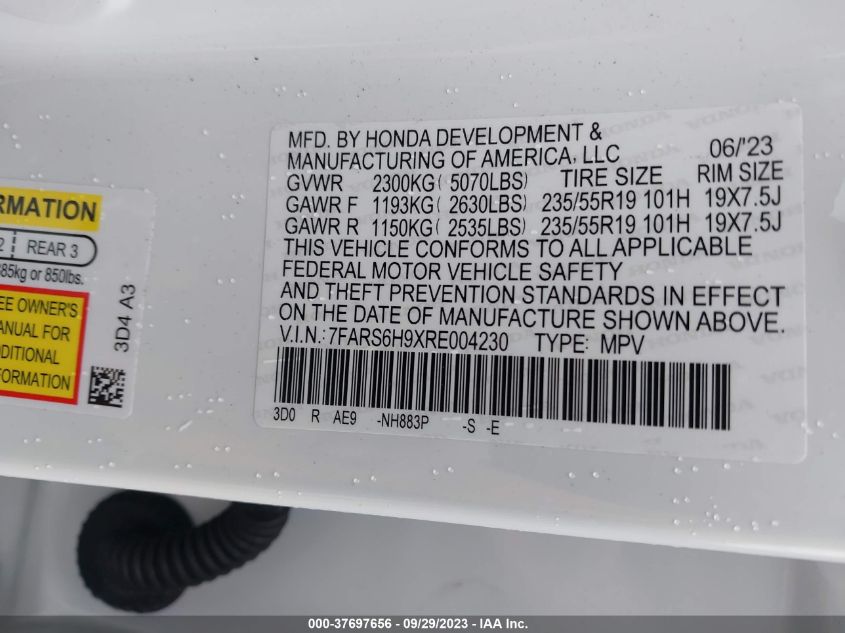 RMATION
2 REAR 3
385kg or 850lbs.
EE OWNER'S
ANUAL FOR
DDITIONAL
FORMATION
3D4 A3
MFD. BY HONDA DEVELOPMENT &
MANUFACTURING OF AMERICA, LLC 06/'23
GVWR 2300KG( 5070LBS) TIRE SIZE RIM SIZE
GAWR F 1193KG( 2630LBS) 235/55R19 101H 19X7.5J
GAWR R 1150KG( 2535LBS) 235/55R19 101H 19X7.5J
THIS VEHICLE CONFORMS TO ALL APPLICABLE
FEDERAL MOTOR VEHICLE SAFETY
AND THEFT PREVENTION STANDARDS IN EFFECT
ON THE DATE OF MANUFACTURE SHOWN ABOVE.
V.I.N.:7FARS6H9XRE004230 TYPE: MPV
3D0 R AE9 -NH883P -S -E
000-37697656 - 09/29/2023 - IAA Inc.